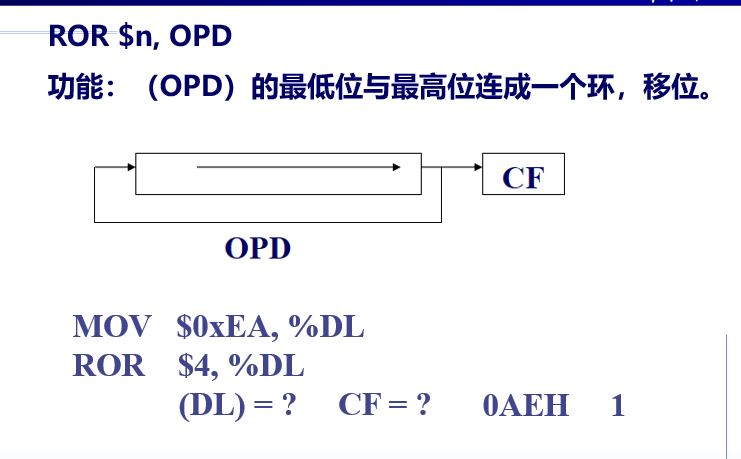 ROR $n, OPD
功能：（OPD）的最低位与最高位连成一个环，移位。
CF
OPD
MOV $0xEA, %DL
ROR $4, %DL
(DL) = ? CF = ? 0AEH 1